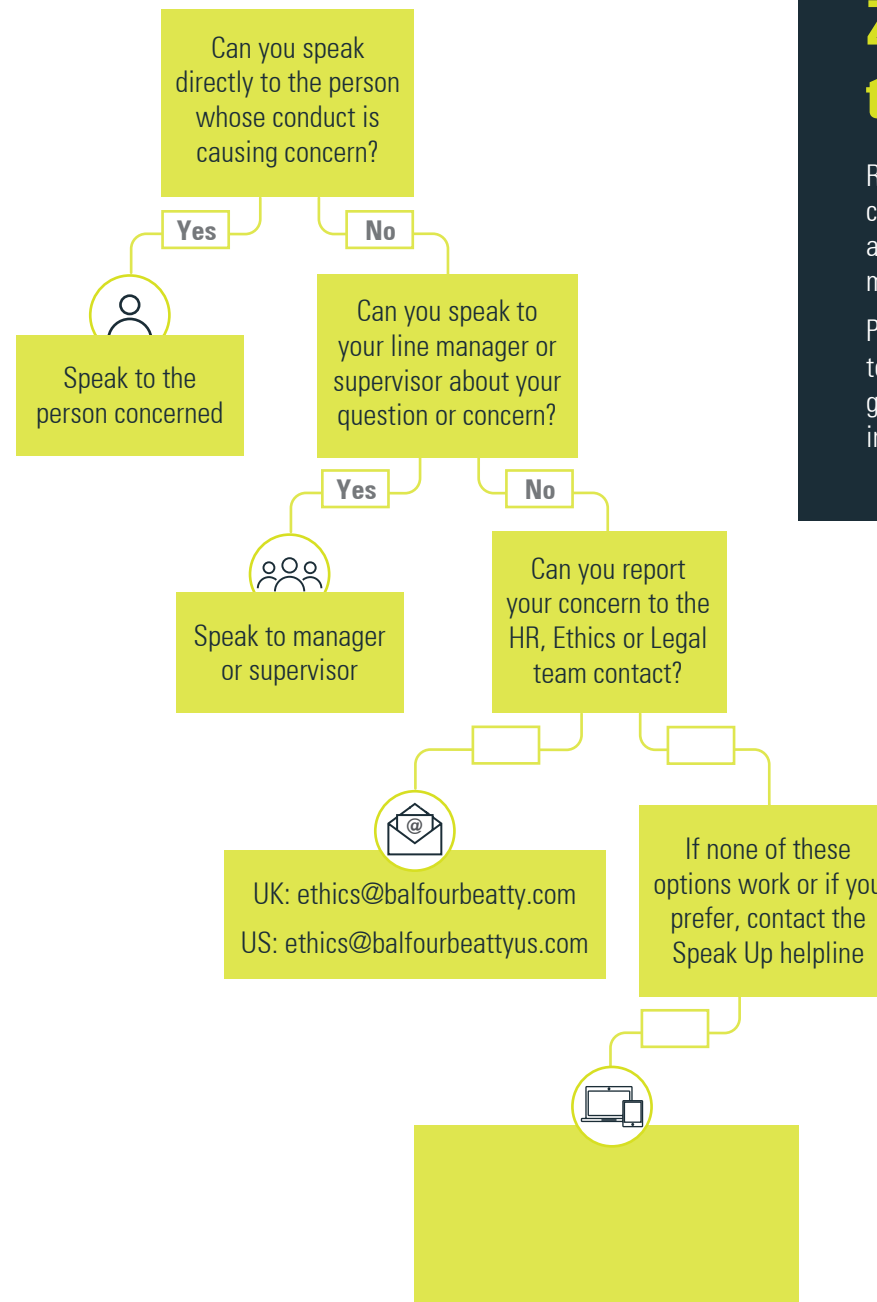 Can you speak
directly to the person
whose conduct is
causing concern?
Yes
No
Speak to the
person concerned
Can you speak to
your line manager or
supervisor about your
question or concern?
Yes
No
Speak to manager
or supervisor
Can you report
your concern to the
HR, Ethics or Legal
team contact?
@
UK: ethics@balfourbeatty.com
US: ethics@balfourbeattyus.com
If none of these
options work or if you
prefer, contact the
Speak Up helpline